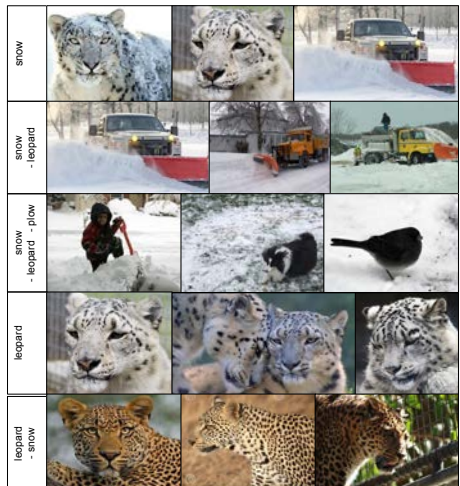 snow
snow
- leopard
snow
- leopard - plow
leopard
leopard
- snow